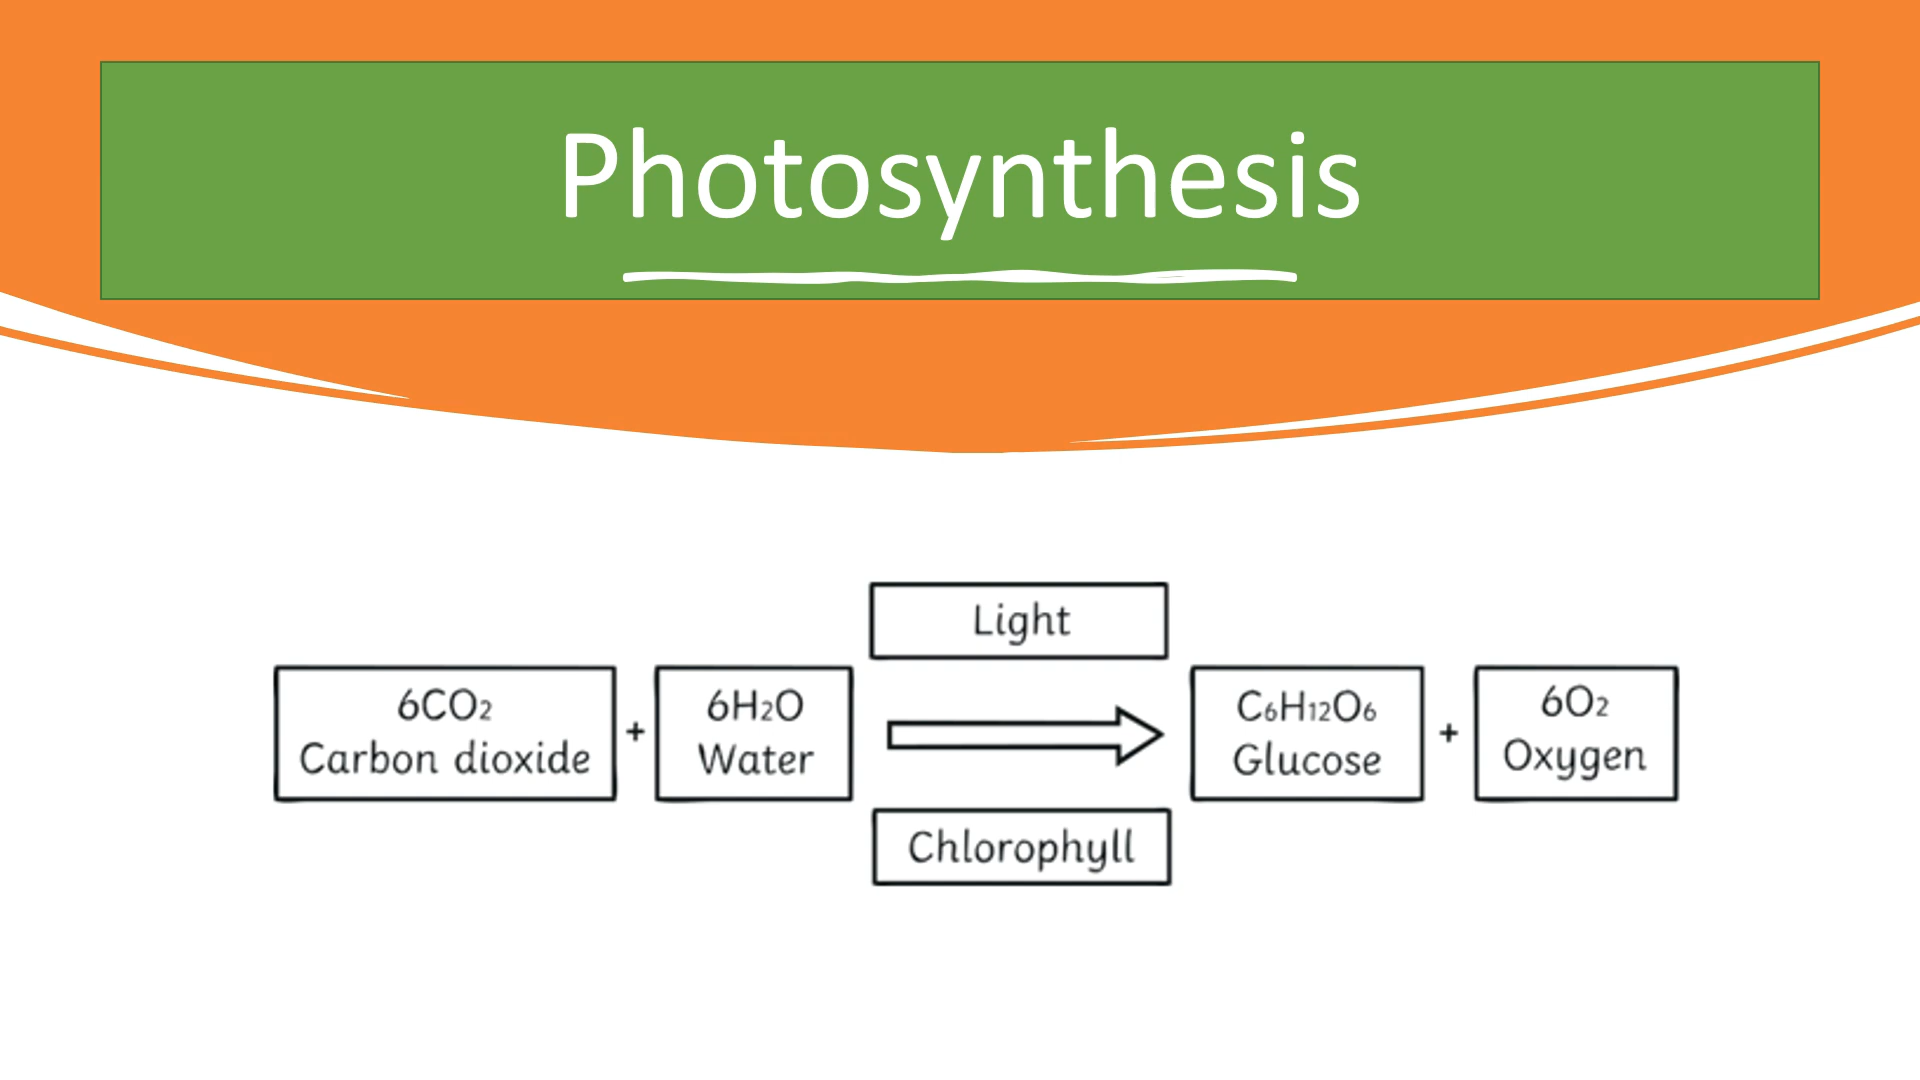 Photosynthesis
Light
6CO2 + 6H2O → C6H12O6 + 6O2
Carbon dioxide Water Glucose Oxygen
Chlorophyll